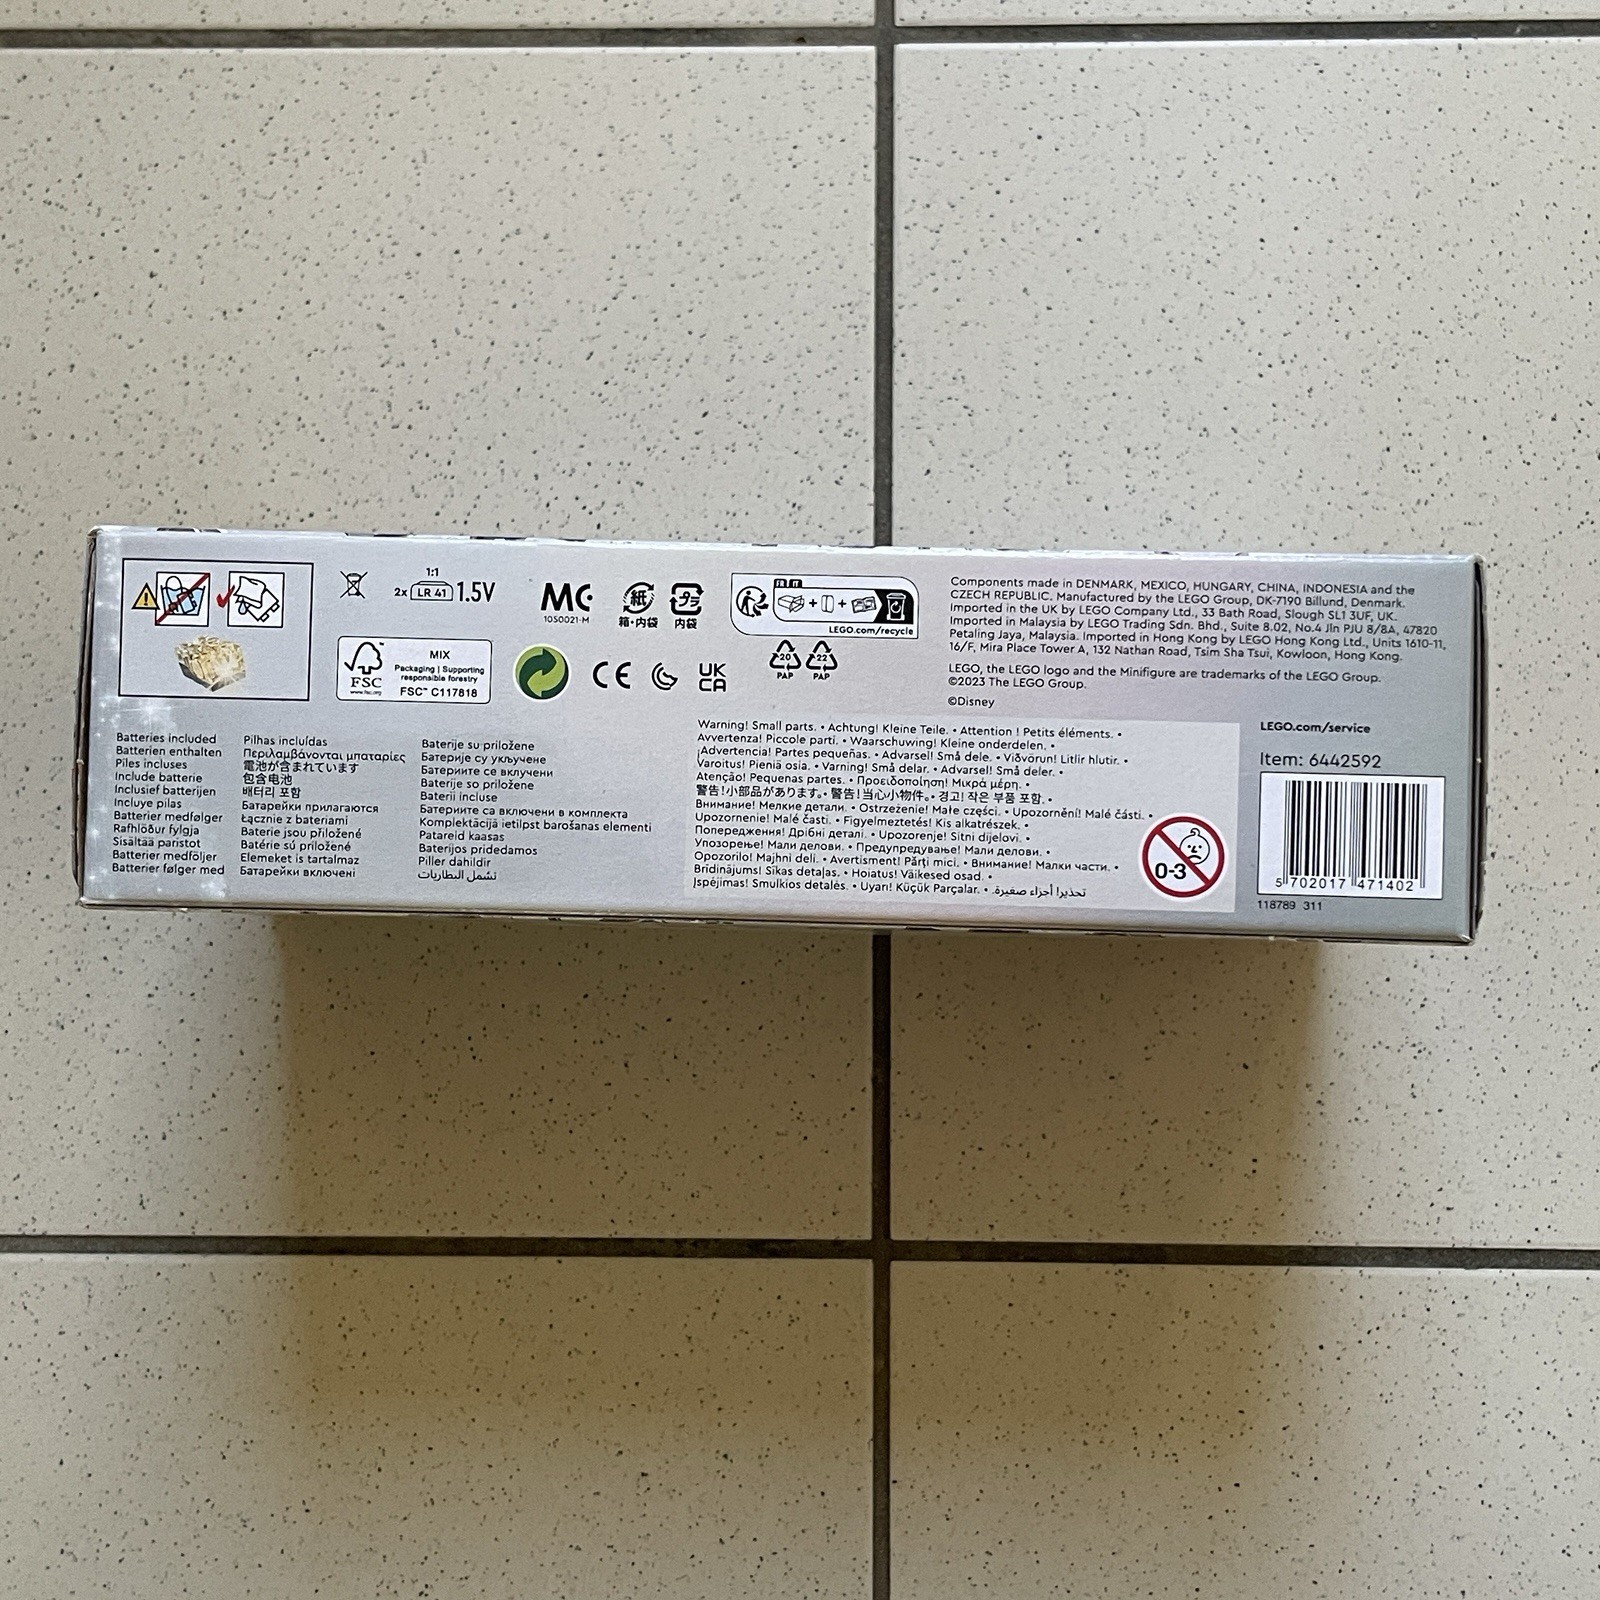 1:1
2x LR 41 1.5V
MC
1050021-M
紙
箱・内袋
プラ
内袋
FR IT
LEGO.com/recycle
20
PAP
22
PAP
FSC
www.fsc.org
MIX
Packaging | Supporting
responsible forestry
FSC™ C117818
CE
UK
CA
Components made in DENMARK, MEXICO, HUNGARY, CHINA, INDONESIA and the
CZECH REPUBLIC. Manufactured by the LEGO Group, DK-7190 Billund, Denmark.
Imported in the UK by LEGO Company Ltd., 33 Bath Road, Slough SL1 3UF, UK.
Imported in Malaysia by LEGO Trading Sdn. Bhd., Suite 8.02, No.4 Jln PJU 8/8A, 47820
Petaling Jaya, Malaysia. Imported in Hong Kong by LEGO Hong Kong Ltd., Units 1610-11,
16/F, Mira Place Tower A, 132 Nathan Road, Tsim Sha Tsui, Kowloon, Hong Kong.
LEGO, the LEGO logo and the Minifigure are trademarks of the LEGO Group.
©2023 The LEGO Group.
©Disney
Batteries included
Batterien enthalten
Piles incluses
Include batterie
Inclusief batterijen
Incluye pilas
Batterier medfølger
Rafhlöður fylgja
Sisältää paristot
Batterier medföljer
Batterier følger med
Pilhas incluídas
Περιλαμβάνονται μπαταρίες
電池が含まれています
包含电池
배터리 포함
Батарейки прилагаются
Łącznie z bateriami
Baterie jsou přiložené
Batérie sú priložené
Elemeket is tartalmaz
Батарейки включені
Baterije su priložene
Батерије су укључене
Батериите се вклучени
Baterije so priložene
Baterii incluse
Батериите са включени в комплекта
Komplektācijā ietilpst barošanas elementi
Patareid kaasas
Baterijos pridedamos
Piller dahildir
تشمل البطاريات
Warning! Small parts. • Achtung! Kleine Teile. • Attention ! Petits éléments. •
Avvertenza! Piccole parti. • Waarschuwing! Kleine onderdelen. •
¡Advertencia! Partes pequeñas. • Advarsel! Små dele. • Viðvörun! Litlir hlutir. •
Varoitus! Pieniä osia. • Varning! Små delar. • Advarsel! Små deler. •
Atenção! Pequenas partes. • Προειδοποίηση! Μικρά μέρη. •
警告!小部品があります。• 警告!当心小物件。• 경고! 작은 부품 포함. •
Внимание! Мелкие детали. • Ostrzeżenie! Małe części. • Upozornění! Malé části. •
Upozornenie! Malé časti. • Figyelmeztetés! Kis alkatrészek. •
Попередження! Дрібні деталі. • Upozorenje! Sitni dijelovi. •
Упозорење! Мали делови. • Предупредување! Мали делови. •
Opozorilo! Majhni deli. • Avertisment! Părți mici. • Внимание! Малки части. •
Brīdinājums! Sīkas detaļas. • Hoiatus! Väikesed osad. •
Įspėjimas! Smulkios detalės. • Uyarı! Küçük Parçalar. • تحذير! أجزاء صغيرة.
0-3
LEGO.com/service
Item: 6442592
5 702017 471402
118789 311